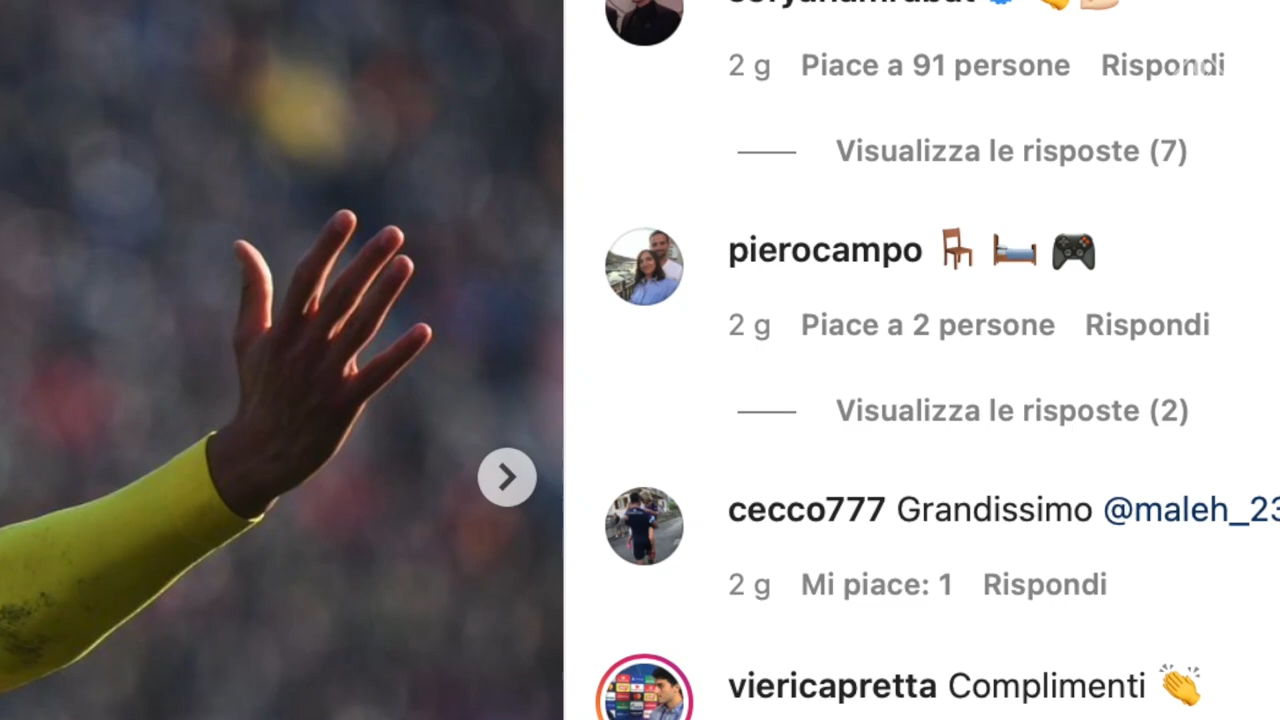 2 g Piace a 91 persone Rispondi
Visualizza le risposte (7)
pierocampo 🪑 🛏️ 🎮
2 g Piace a 2 persone Rispondi
Visualizza le risposte (2)
cecco777 Grandissimo @maleh_23
2 g Mi piace: 1 Rispondi
viericapretta Complimenti 👏